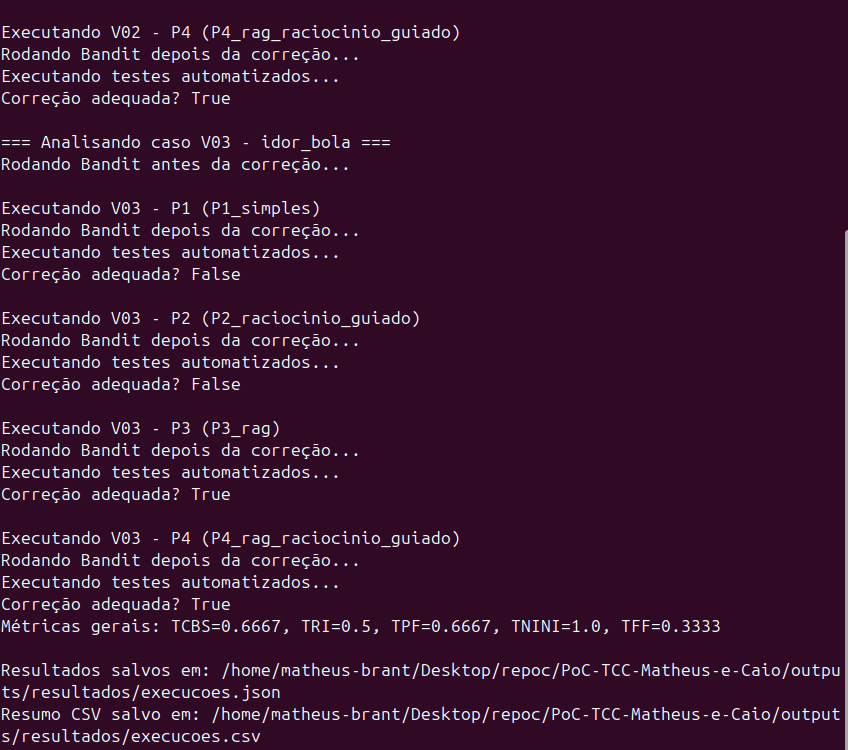 Executando V02 - P4 (P4_rag_raciocinio_guiado)
Rodando Bandit depois da correção...
Executando testes automatizados...
Correção adequada? True

=== Analisando caso V03 - idor_bola ===
Rodando Bandit antes da correção...

Executando V03 - P1 (P1_simples)
Rodando Bandit depois da correção...
Executando testes automatizados...
Correção adequada? False

Executando V03 - P2 (P2_raciocinio_guiado)
Rodando Bandit depois da correção...
Executando testes automatizados...
Correção adequada? False

Executando V03 - P3 (P3_rag)
Rodando Bandit depois da correção...
Executando testes automatizados...
Correção adequada? True

Executando V03 - P4 (P4_rag_raciocinio_guiado)
Rodando Bandit depois da correção...
Executando testes automatizados...
Correção adequada? True
Métricas gerais: TCBS=0.6667, TRI=0.5, TPF=0.6667, TNINI=1.0, TFF=0.3333

Resultados salvos em: /home/matheus-brant/Desktop/repoc/PoC-TCC-Matheus-e-Caio/outpu
ts/resultados/execucoes.json
Resumo CSV salvo em: /home/matheus-brant/Desktop/repoc/PoC-TCC-Matheus-e-Caio/output
s/resultados/execucoes.csv